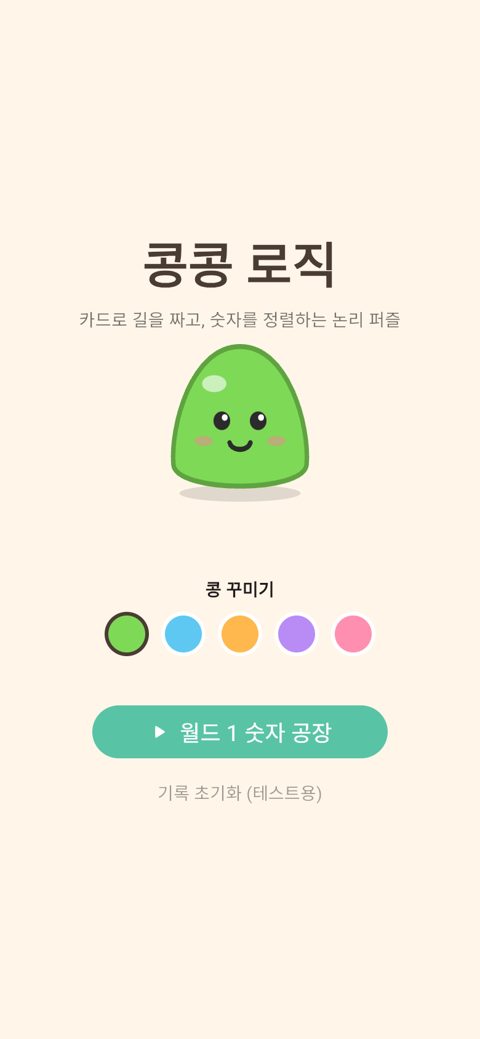 콩콩 로직
카드로 길을 짜고, 숫자를 정렬하는 논리 퍼즐
콩 꾸미기
월드 1 숫자 공장
기록 초기화 (테스트용)